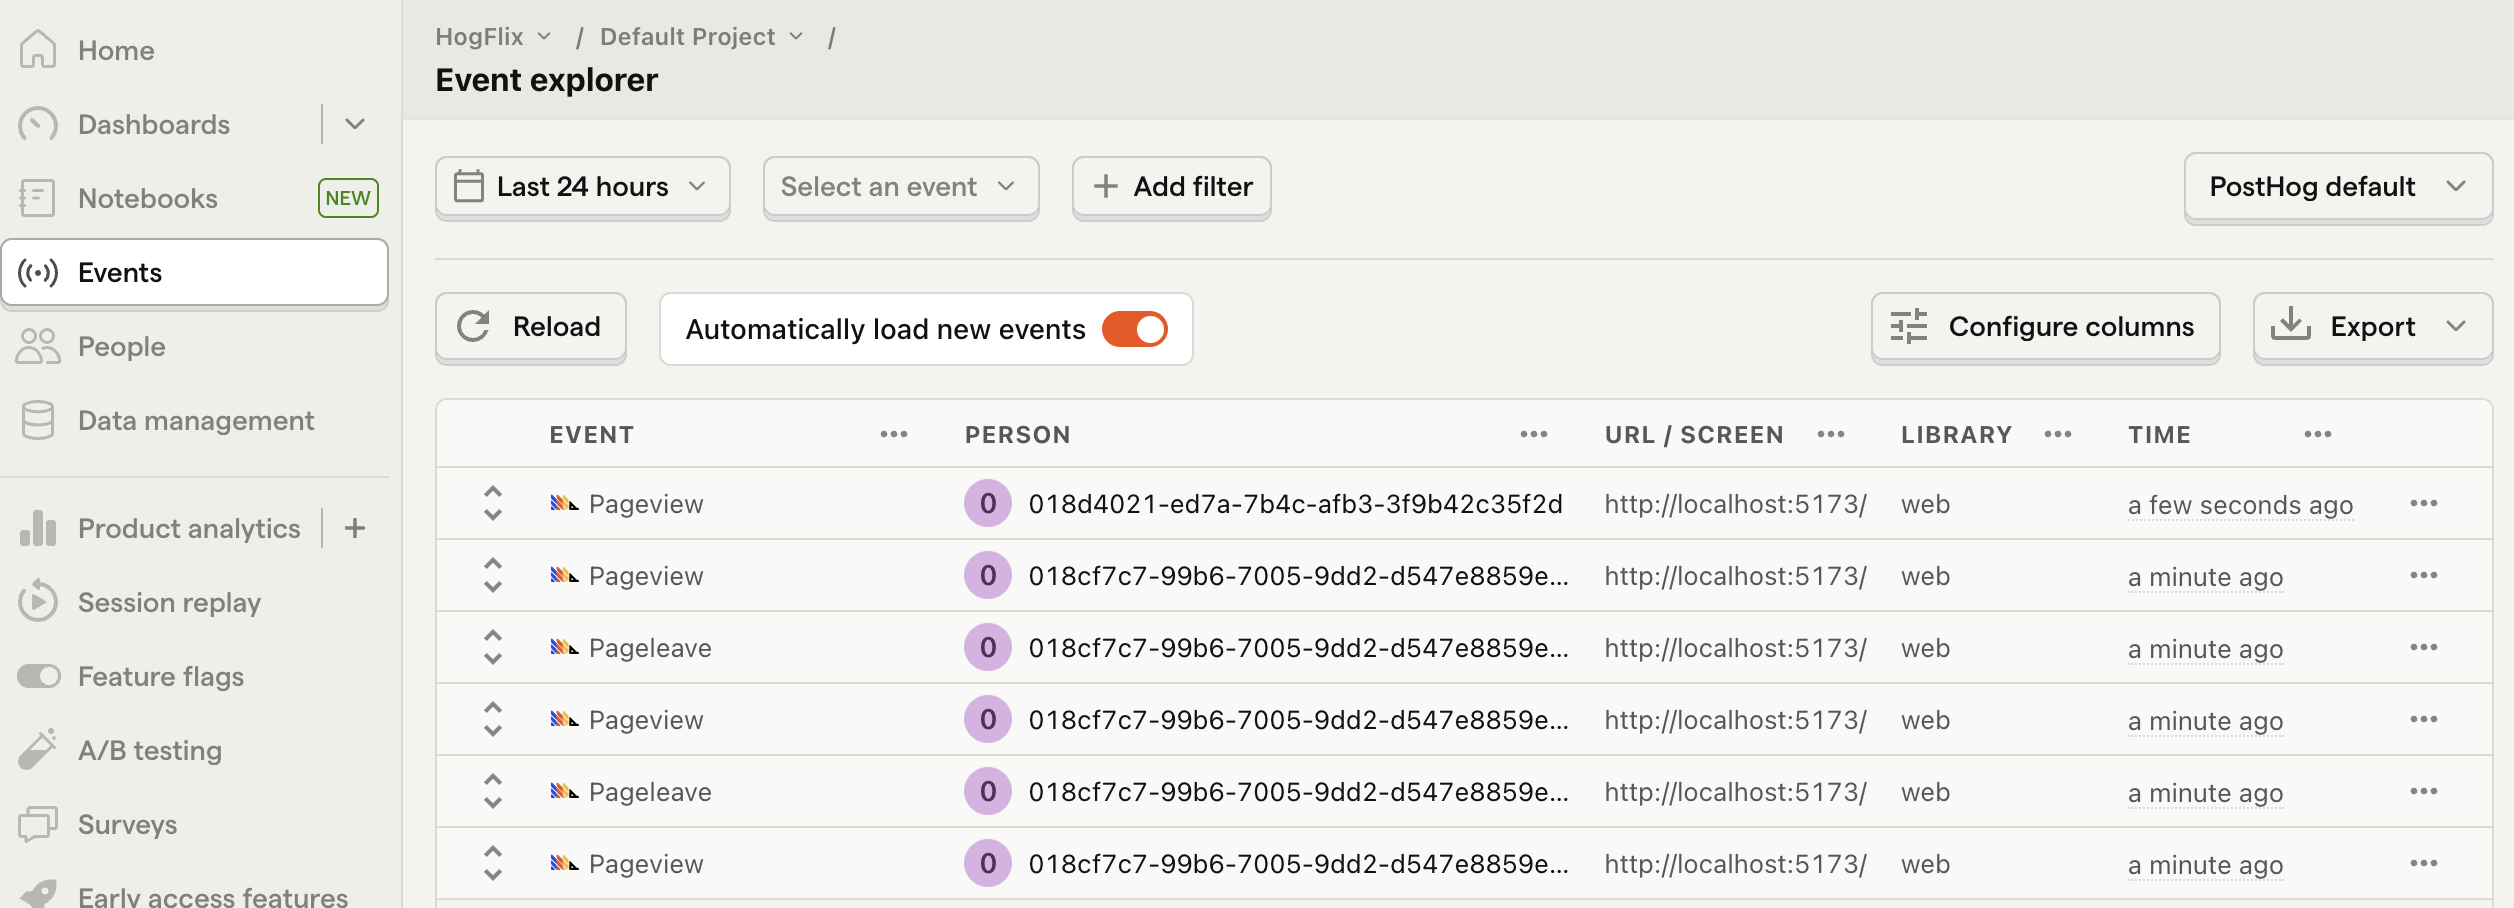 Home
Dashboards
Notebooks NEW
Events
People
Data management
Product analytics
Session replay
Feature flags
A/B testing
Surveys
Early access features
HogFlix / Default Project /
Event explorer
Last 24 hours Select an event Add filter PostHog default
Reload Automatically load new events Configure columns Export
EVENT PERSON URL / SCREEN LIBRARY TIME
Pageview 0 018d4021-ed7a-7b4c-afb3-3f9b42c35f2d http://localhost:5173/ web a few seconds ago
Pageview 0 018cf7c7-99b6-7005-9dd2-d547e8859e... http://localhost:5173/ web a minute ago
Pageleave 0 018cf7c7-99b6-7005-9dd2-d547e8859e... http://localhost:5173/ web a minute ago
Pageview 0 018cf7c7-99b6-7005-9dd2-d547e8859e... http://localhost:5173/ web a minute ago
Pageleave 0 018cf7c7-99b6-7005-9dd2-d547e8859e... http://localhost:5173/ web a minute ago
Pageview 0 018cf7c7-99b6-7005-9dd2-d547e8859e... http://localhost:5173/ web a minute ago